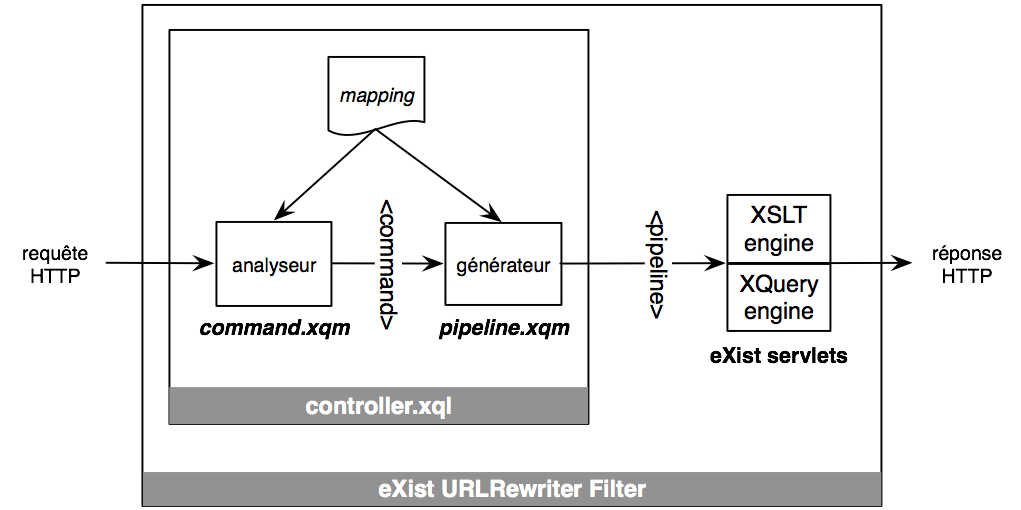 mapping
requête
HTTP
analyseur
<command>
générateur
<pipeline>
XSLT
engine
XQuery
engine
réponse
HTTP
command.xqm
pipeline.xqm
eXist servlets
controller.xql
eXist URLRewriter Filter